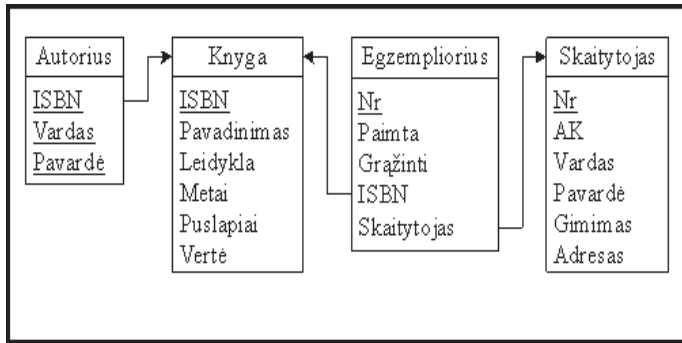 Autorius
ISBN
Vardas
Pavardė
Knyga
ISBN
Pavadinimas
Leidykla
Metai
Puslapiai
Vertė
Egzempliorius
Nr
Paimta
Grąžinti
ISBN
Skaitytojas
Skaitytojas
Nr
AK
Vardas
Pavardė
Gimimas
Adresas